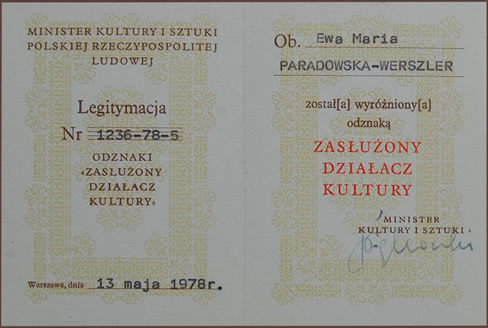 MINISTER KULTURY I SZTUKI
POLSKIEJ RZECZYPOSPOLITEJ
LUDOWEJ
Legitymacja
Nr 1236-78-5
ODZNAKI
«ZASŁUŻONY
DZIAŁACZ
KULTURY»
Warszawa, dnia 13 maja 1978r.
Ob. Ewa Maria
PARADOWSKA-WERSZLER
został[a] wyróżniony[a]
odznaką
ZASŁUŻONY
DZIAŁACZ
KULTURY
MINISTER
KULTURY I SZTUKI